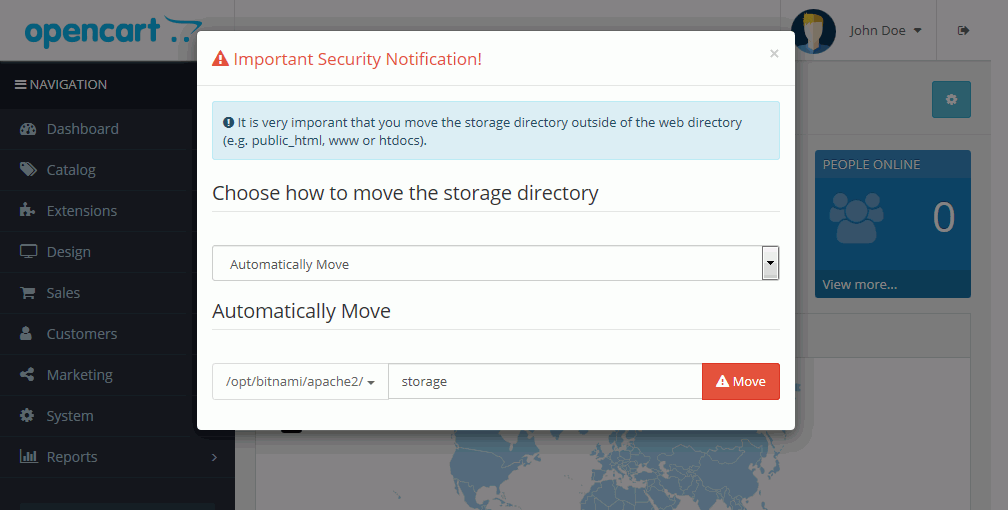 opencart
John Doe
Important Security Notification!
×
NAVIGATION
It is very imporant that you move the storage directory outside of the web directory
(e.g. public_html, www or htdocs).
Dashboard
Catalog
Extensions
Design
Sales
Customers
Marketing
System
Reports
Choose how to move the storage directory
Automatically Move
Automatically Move
/opt/bitnami/apache2/
storage
Move
PEOPLE ONLINE
0
View more...